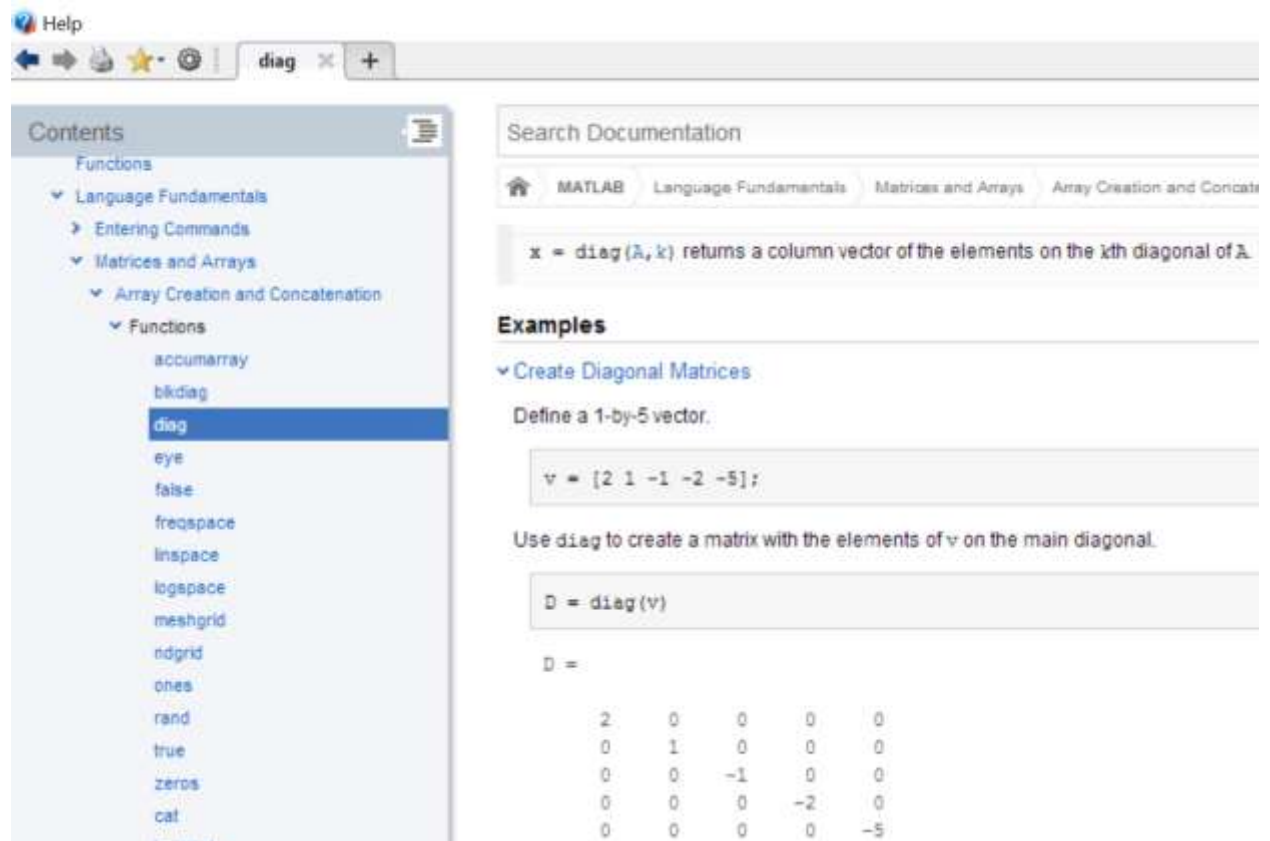 Help
diag
Contents
Functions
Language Fundamentals
Entering Commands
Matrices and Arrays
Array Creation and Concatenation
Functions
accumarray
blkdiag
diag
eye
false
freqspace
linspace
logspace
meshgrid
ndgrid
ones
rand
true
zeros
cat
Search Documentation
MATLAB Language Fundamentals Matrices and Arrays Array Creation and Concate
x = diag(A,k) returns a column vector of the elements on the kth diagonal of A.
Examples
Create Diagonal Matrices
Define a 1-by-5 vector.
v = [2 1 -1 -2 -5];
Use diag to create a matrix with the elements of v on the main diagonal.
D = diag(v)
D =
2 0 0 0 0
0 1 0 0 0
0 0 -1 0 0
0 0 0 -2 0
0 0 0 0 -5